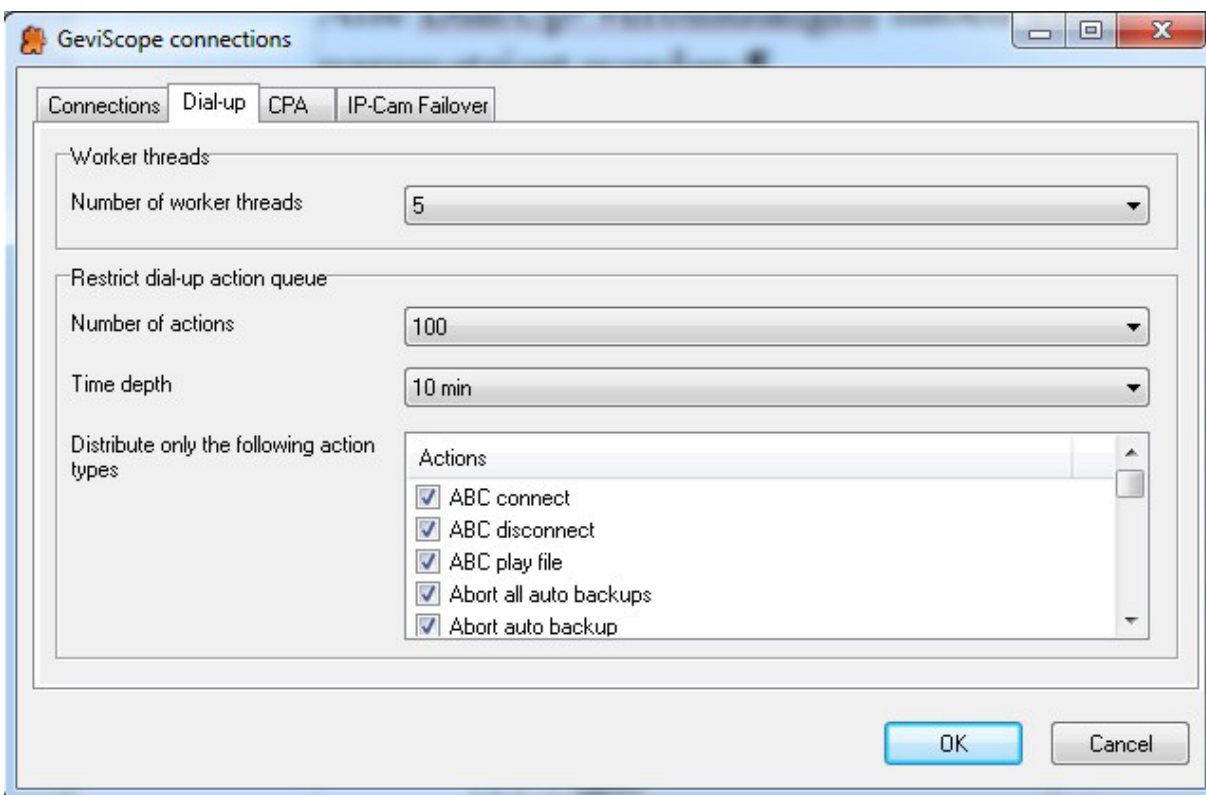 GeviScope connections
Connections Dial-up CPA IP-Cam Failover
Worker threads
Number of worker threads 5
Restrict dial-up action queue
Number of actions 100
Time depth 10 min
Distribute only the following action
types
Actions
ABC connect
ABC disconnect
ABC play file
Abort all auto backups
Abort auto backup
OK Cancel